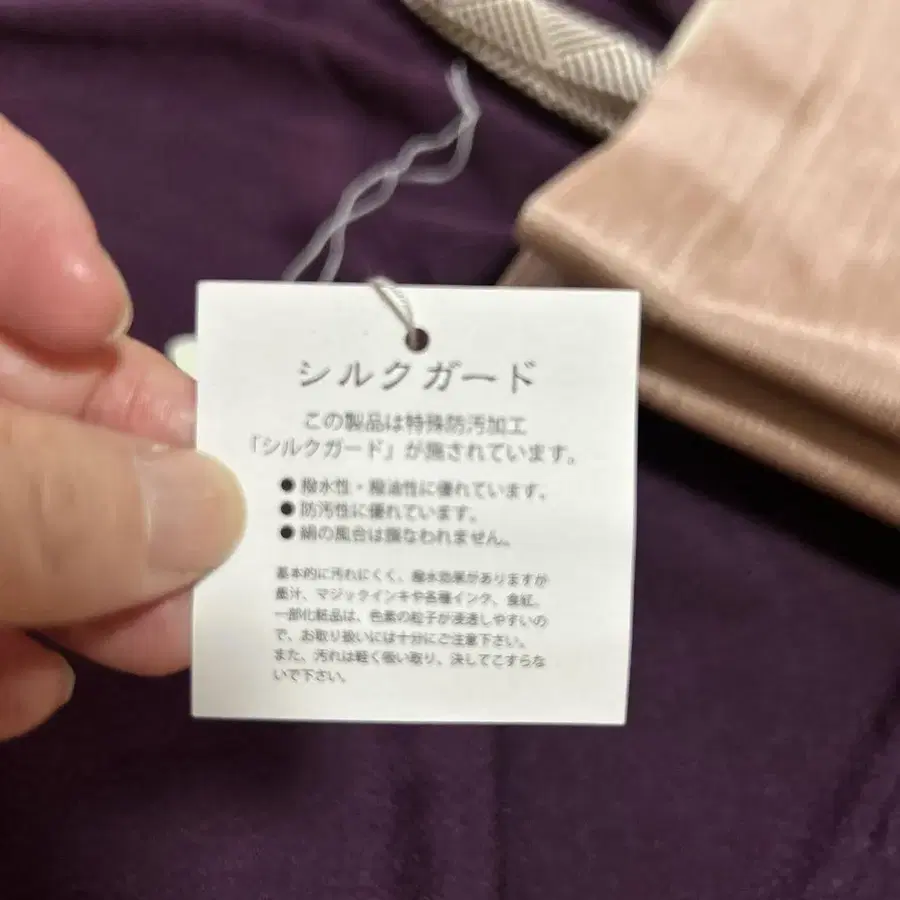 シルクガード
この製品は特殊防汚加工
「シルクガード」が施されています。
●撥水性・撥油性に優れています。
●防汚性に優れています。
●絹の風合は損なわれません。
基本的に汚れにくく、撥水効果がありますが
墨汁、マジックインキや各種インク、食紅、
一部化粧品は、色素の粒子が浸透しやすいの
で、お取り扱いには十分にご注意下さい。
また、汚れは軽く吸い取り、決してこすらな
いで下さい。